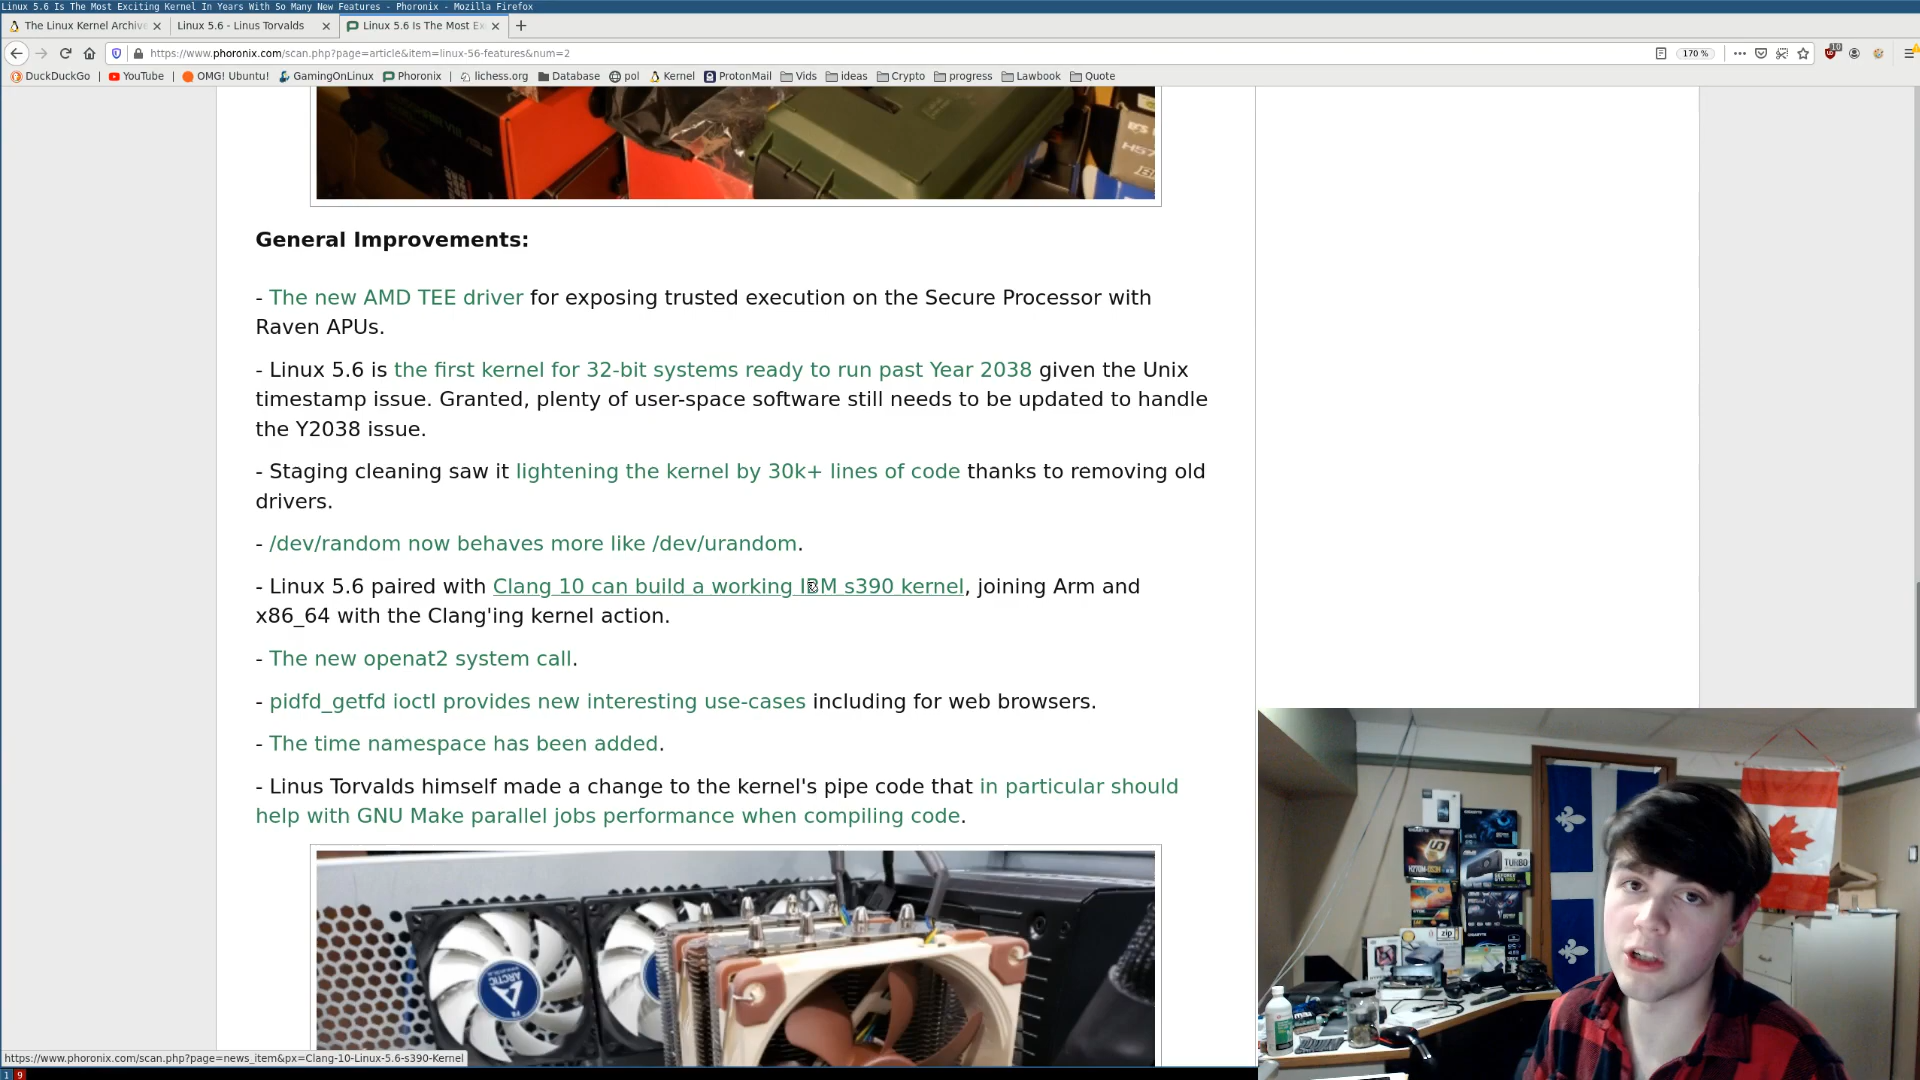 Linux 5.6 Is The Most Exciting Kernel In Years With So Many New Features - Phoronix - Mozilla Firefox
The Linux Kernel Archive
Linux 5.6 - Linus Torvalds
Linux 5.6 Is The Most Ex
https://www.phoronix.com/scan.php?page=article&item=linux-56-features&num=2
170 %
10
DuckDuckGo
YouTube
OMG! Ubuntu!
GamingOnLinux
Phoronix
lichess.org
Database
pol
Kernel
ProtonMail
Vids
ideas
Crypto
progress
Lawbook
Quote
General Improvements:
- The new AMD TEE driver for exposing trusted execution on the Secure Processor with
Raven APUs.
- Linux 5.6 is the first kernel for 32-bit systems ready to run past Year 2038 given the Unix
timestamp issue. Granted, plenty of user-space software still needs to be updated to handle
the Y2038 issue.
- Staging cleaning saw it lightening the kernel by 30k+ lines of code thanks to removing old
drivers.
- /dev/random now behaves more like /dev/urandom.
- Linux 5.6 paired with Clang 10 can build a working IBM s390 kernel, joining Arm and
x86_64 with the Clang'ing kernel action.
- The new openat2 system call.
- pidfd_getfd ioctl provides new interesting use-cases including for web browsers.
- The time namespace has been added.
- Linus Torvalds himself made a change to the kernel's pipe code that in particular should
help with GNU Make parallel jobs performance when compiling code.
ARCTIC
TURBO
zip
https://www.phoronix.com/scan.php?page=news_item&px=Clang-10-Linux-5.6-s390-Kernel
1 9